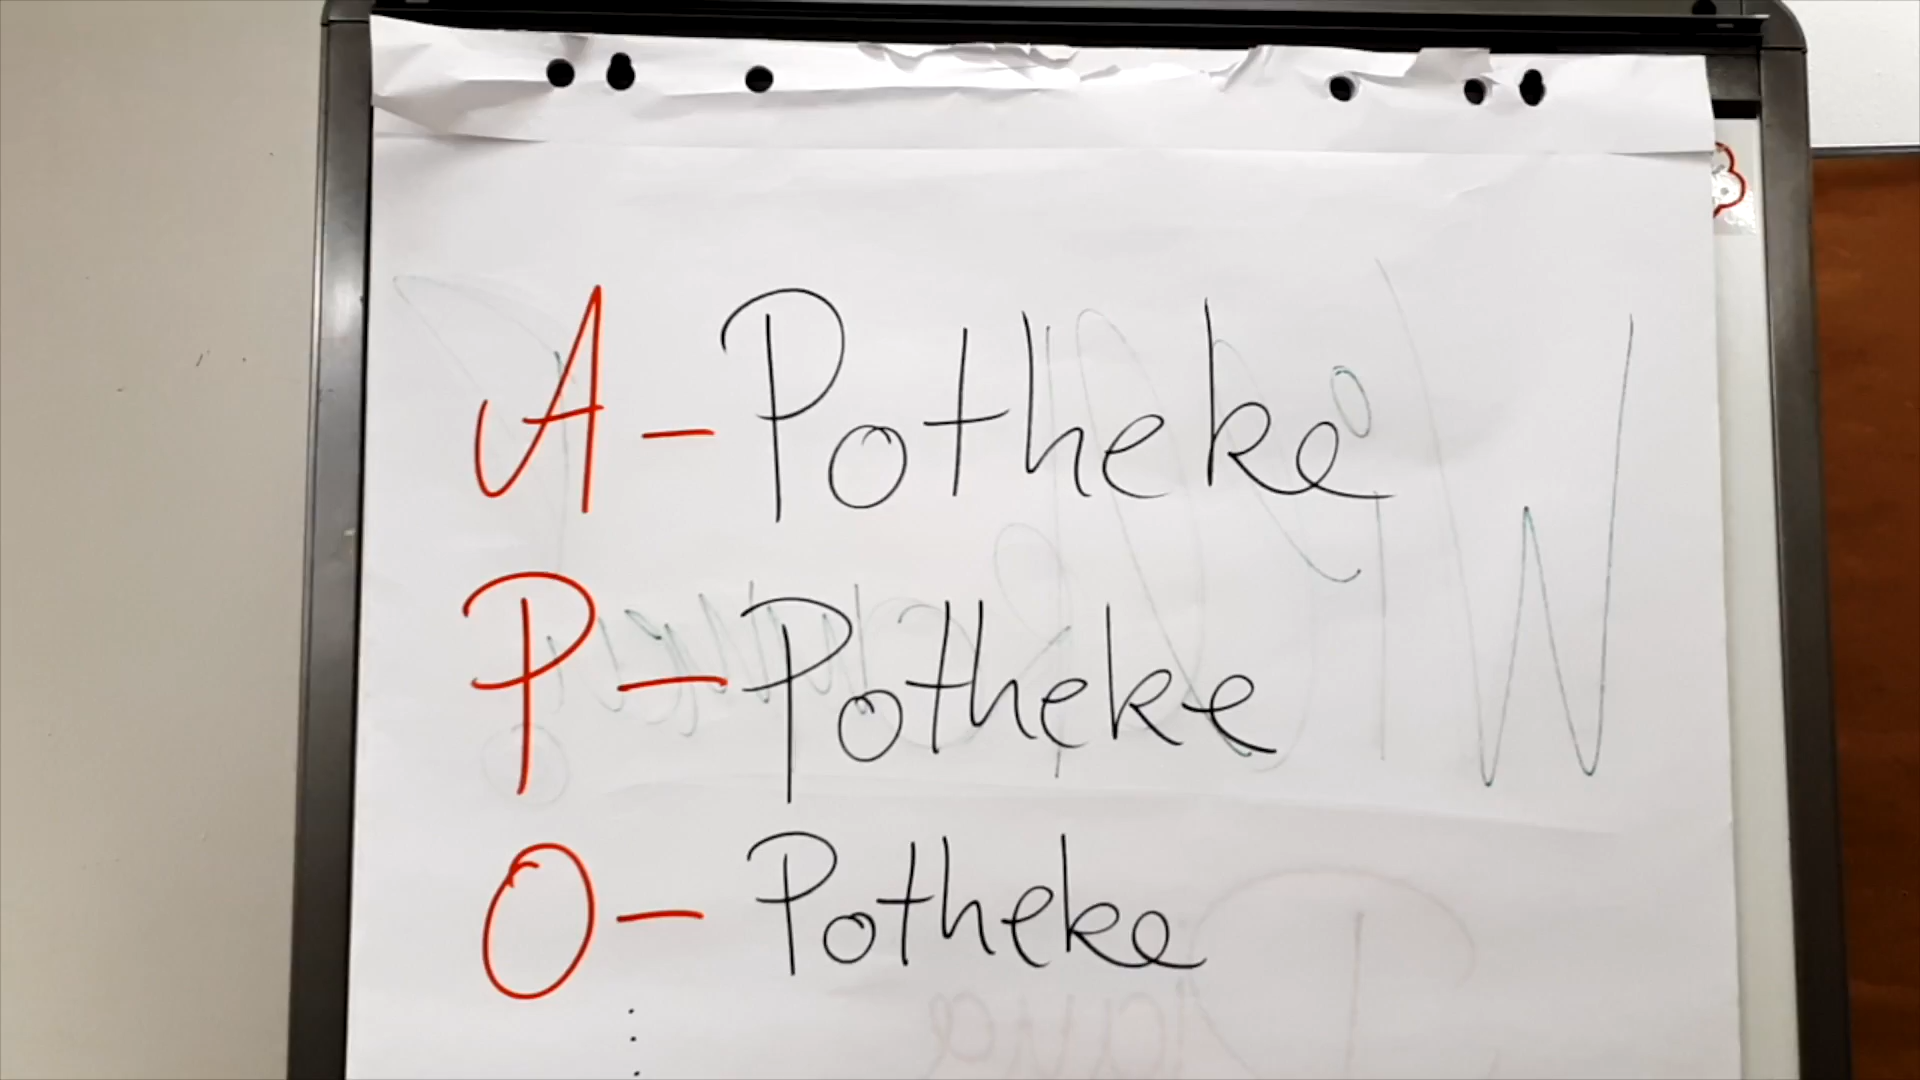 A - Potheke
P - Potheke
O - Potheke
⋮